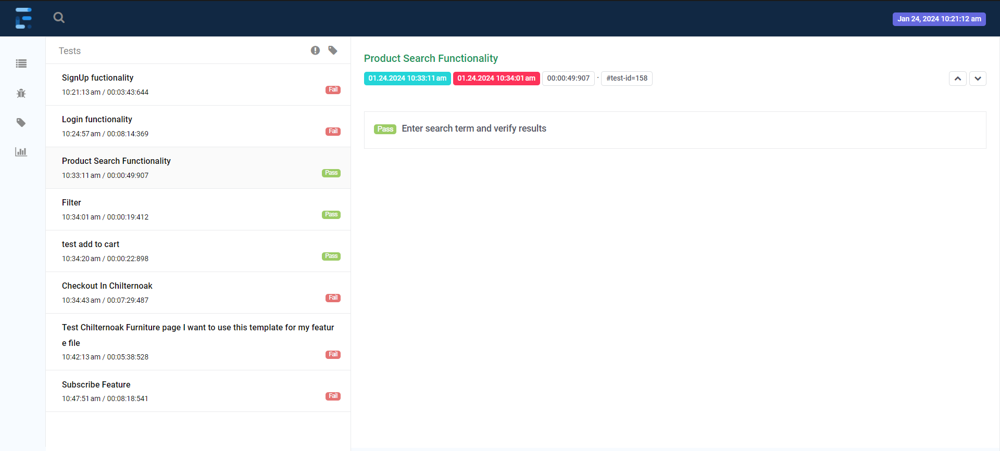 Jan 24, 2024 10:21:12 am
Tests
SignUp fuctionality
10:21:13 am / 00:03:43:644
Fail
Login functionality
10:24:57 am / 00:08:14:369
Fail
Product Search Functionality
10:33:11 am / 00:00:49:907
Pass
Filter
10:34:01 am / 00:00:19:412
Pass
test add to cart
10:34:20 am / 00:00:22:898
Pass
Checkout In Chilternoak
10:34:43 am / 00:07:29:487
Fail
Test Chilternoak Furniture page I want to use this template for my featur
e file
10:42:13 am / 00:05:38:528
Fail
Subscribe Feature
10:47:51 am / 00:08:18:541
Fail
Product Search Functionality
01.24.2024 10:33:11 am 01.24.2024 10:34:01 am 00:00:49:907 · #test-id=158
Pass Enter search term and verify results